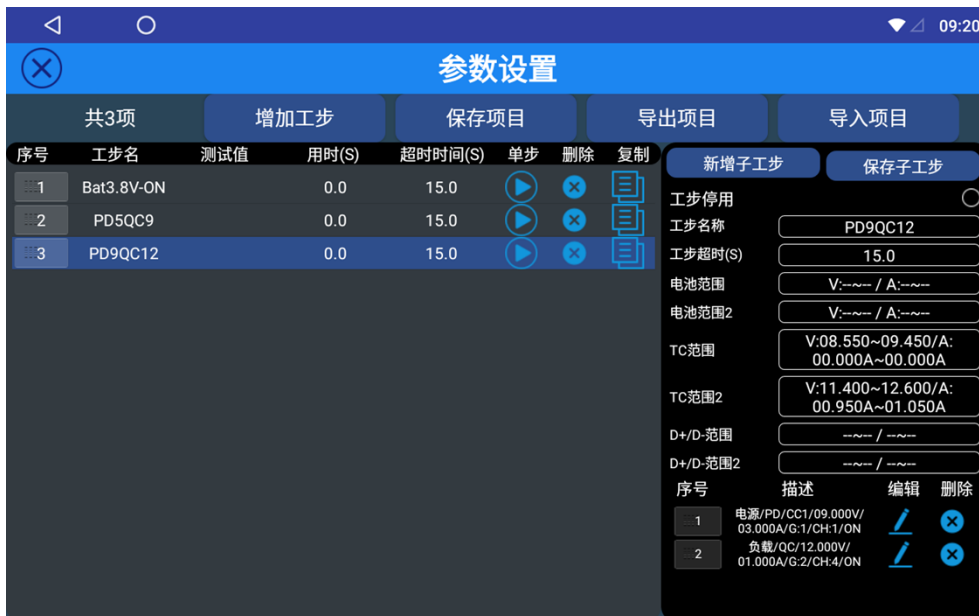 09:20
参数设置
共3项 增加工步 保存项目 导出项目 导入项目
序号 工步名 测试值 用时(S) 超时时间(S) 单步 删除 复制
1 Bat3.8V-ON 0.0 15.0
2 PD5QC9 0.0 15.0
3 PD9QC12 0.0 15.0
新增子工步 保存子工步
工步停用
工步名称 PD9QC12
工步超时(S) 15.0
电池范围 V:--~-- / A:--~--
电池范围2 V:--~-- / A:--~--
TC范围 V:08.550~09.450/A:
00.000A~00.000A
TC范围2 V:11.400~12.600/A:
00.950A~01.050A
D+/D-范围 --~-- / --~--
D+/D-范围2 --~-- / --~--
序号 描述 编辑 删除
1 电源/PD/CC1/09.000V/
03.000A/G:1/CH:1/ON
2 负载/QC/12.000V/
01.000A/G:2/CH:4/ON